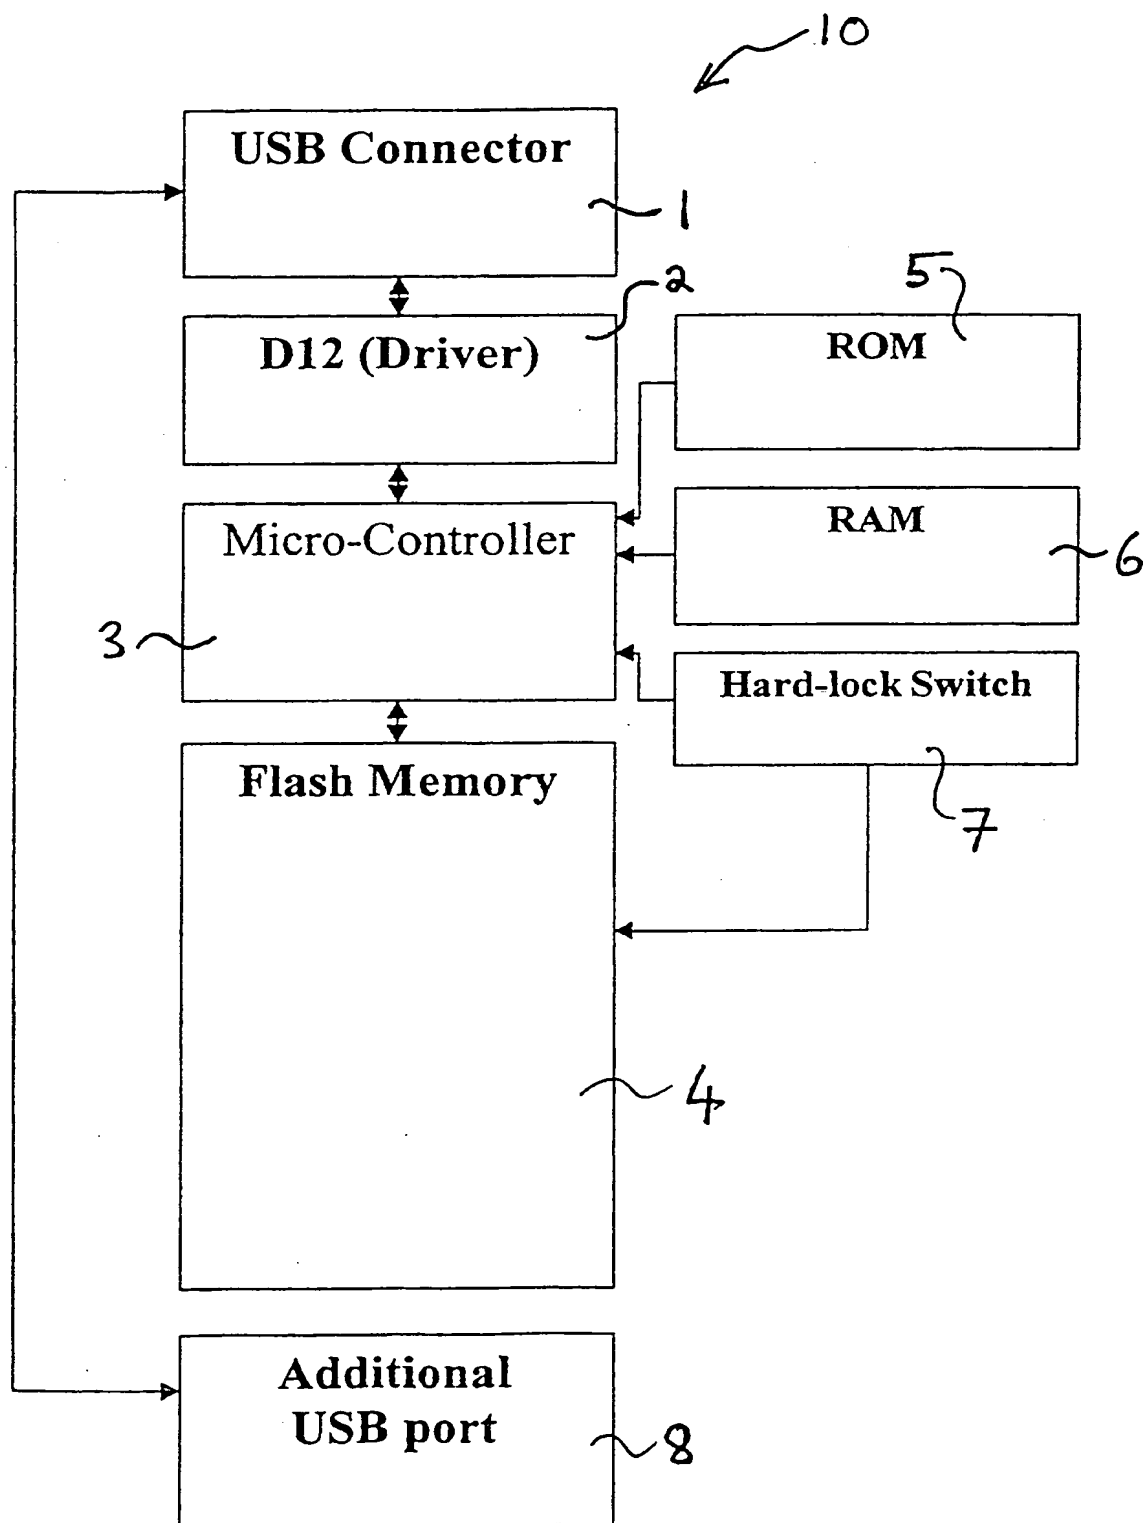 10
USB Connector
1
2
D12 (Driver)
5
ROM
RAM
6
Micro-Controller
3
Hard-lock Switch
7
Flash Memory
4
Additional
USB port
8